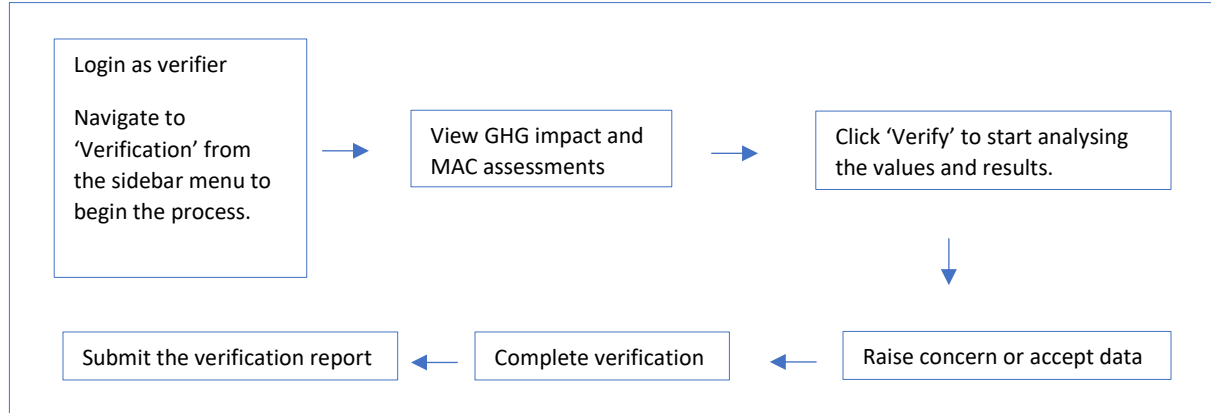 Login as verifier
Navigate to
‘Verification’ from
the sidebar menu to
begin the process.
View GHG impact and
MAC assessments
Click ‘Verify’ to start analysing
the values and results.
Raise concern or accept data
Complete verification
Submit the verification report